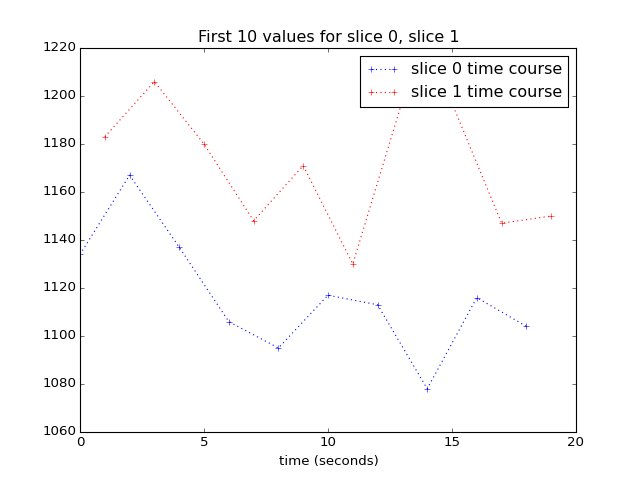 First 10 values for slice 0, slice 1
1220
1200
1180
1160
1140
1120
1100
1080
1060
slice 0 time course
slice 1 time course
0 5 10 15 20
time (seconds)